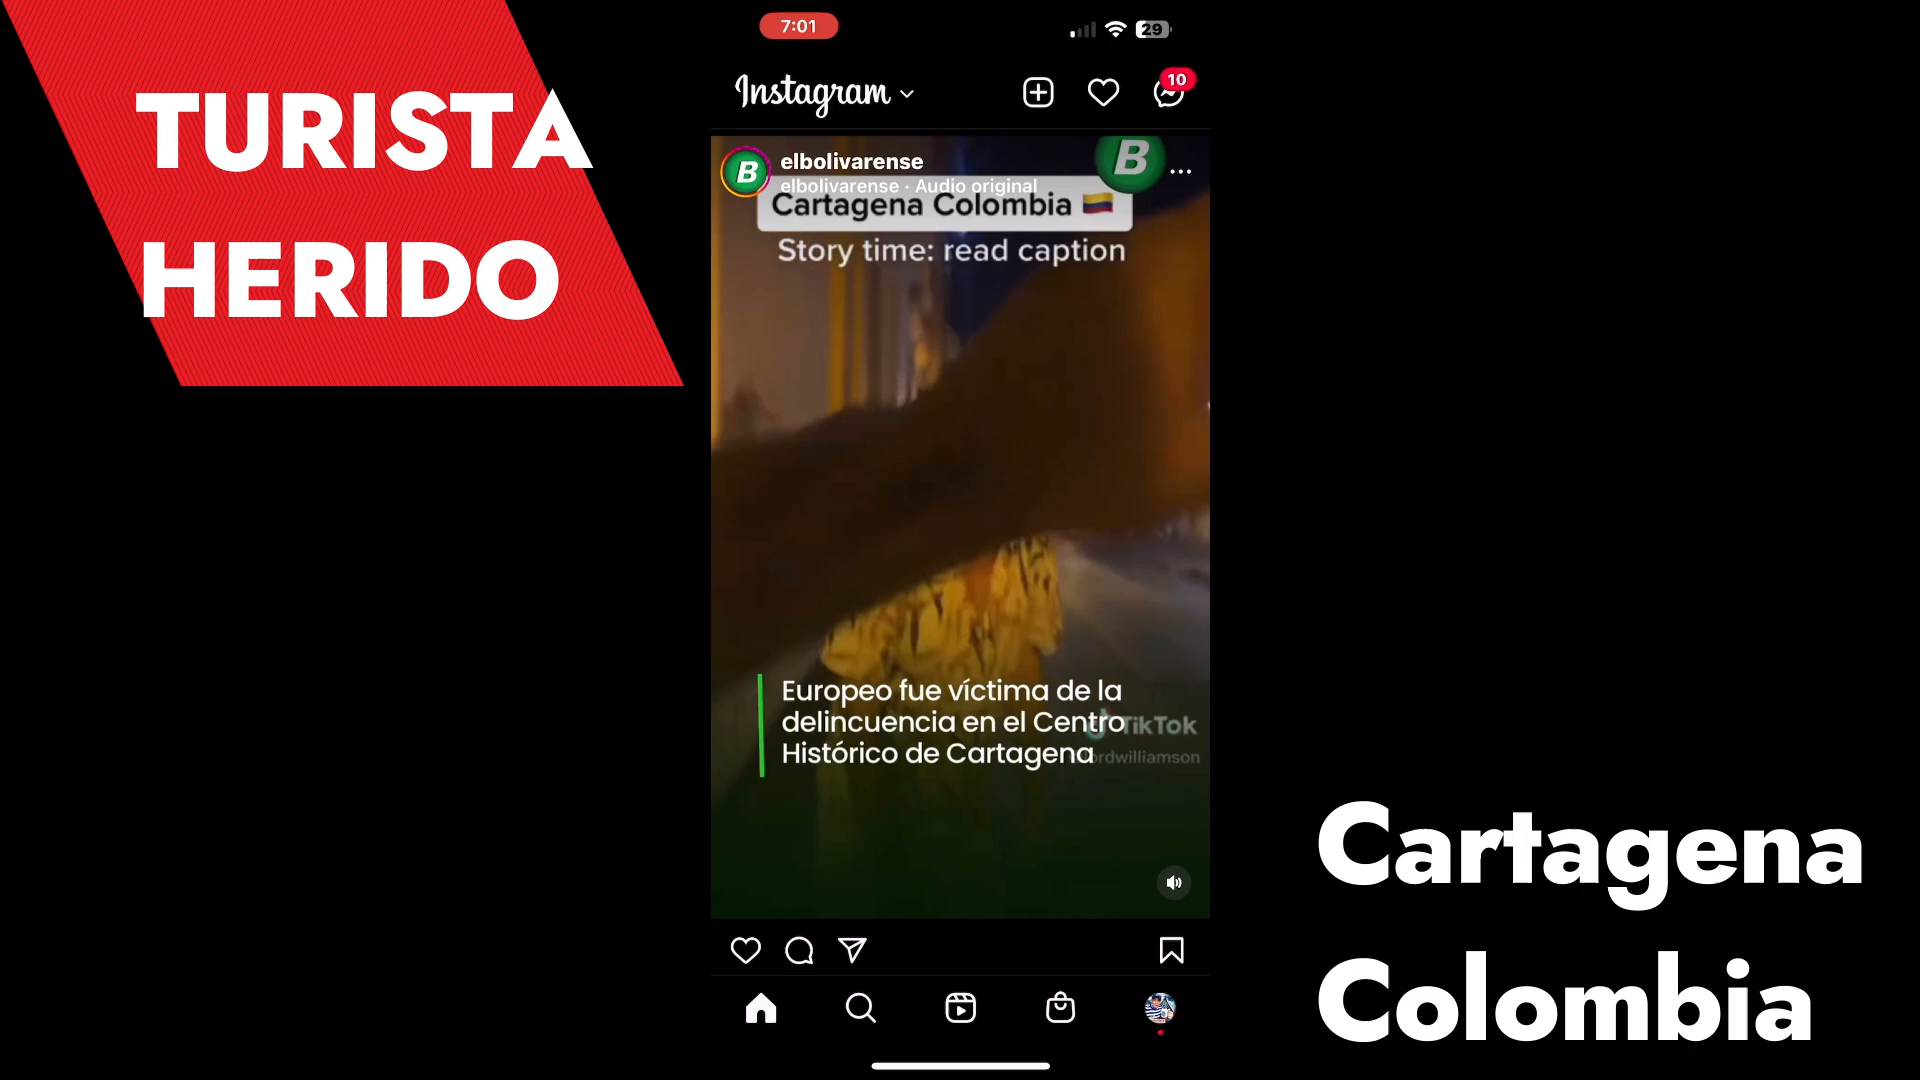 TURISTA
HERIDO
7:01
29
Instagram
10
B
elbolivarense
B
elbolivarense · Audio original
Cartagena Colombia
Story time: read caption
Europeo fue víctima de la
delincuencia en el Centro
Histórico de Cartagena
TikTok
Cartagena
Colombia